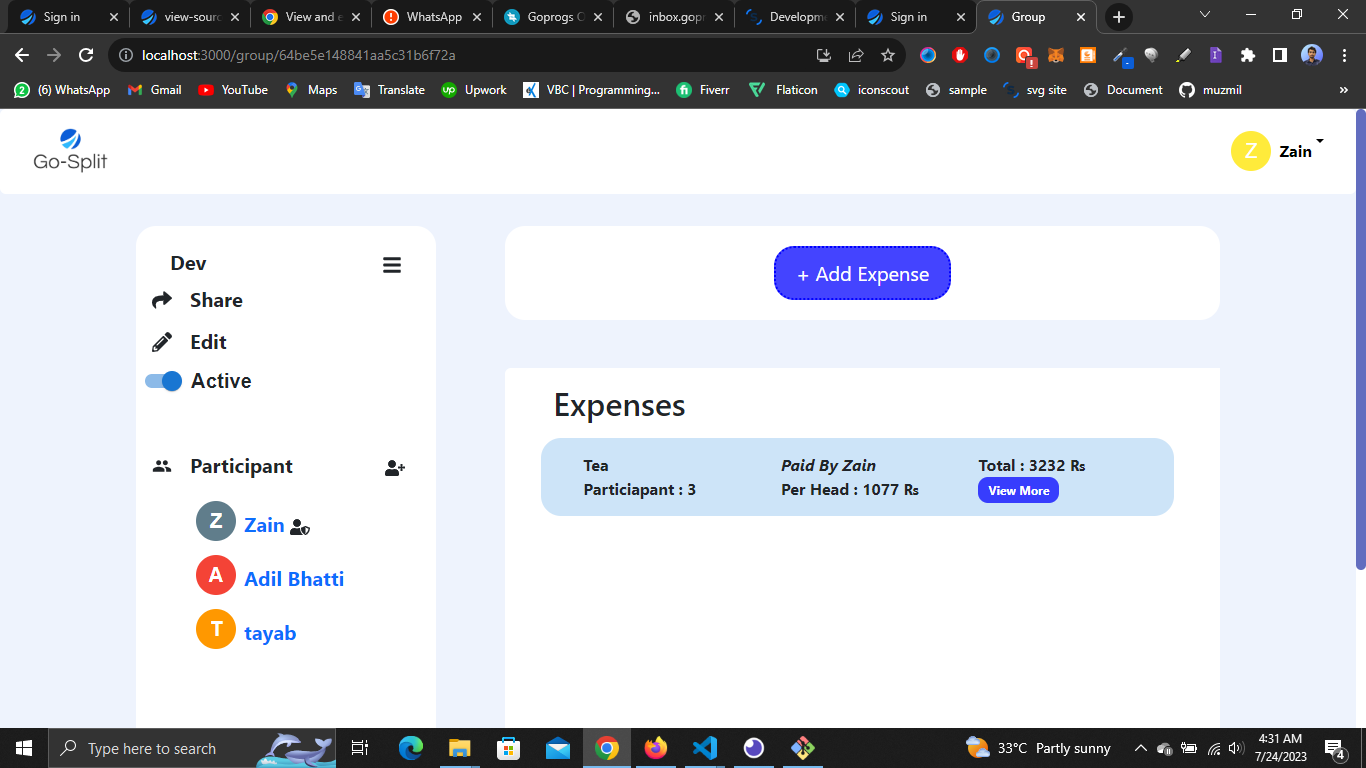 Sign in
view-sourc
View and e
WhatsApp
Goprogs O
inbox.gopr
Developme
Sign in
Group
localhost:3000/group/64be5e148841aa5c31b6f72a
2 (6) WhatsApp
Gmail
YouTube
Maps
Translate
up Upwork
VBC | Programming...
fi Fiverr
Flaticon
iconscout
sample
svg site
Document
muzmil
»
Go-Split
Z Zain
Dev
Share
Edit
Active
Participant
Z Zain
A Adil Bhatti
T tayab
+ Add Expense
Expenses
Tea Paid By Zain Total : 3232 Rs
Particiapant : 3 Per Head : 1077 Rs View More
Type here to search
33°C Partly sunny
4:31 AM
7/24/2023
4